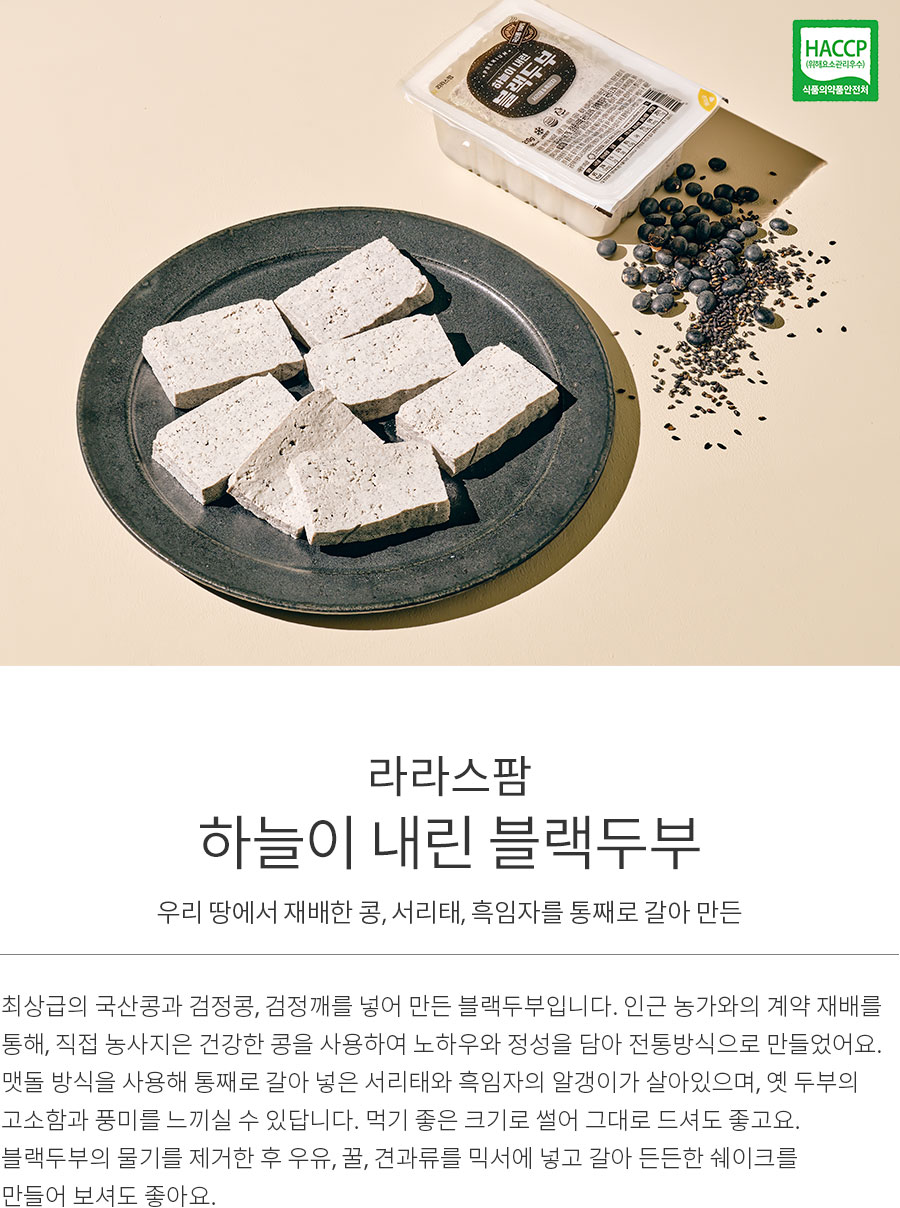 HACCP
(위해요소관리우수)
식품의약품안전처
PREMIUM
하늘이 내린
블랙두부
라라스팜
하늘이 내린 블랙두부
우리 땅에서 재배한 콩, 서리태, 흑임자를 통째로 갈아 만든
최상급의 국산콩과 검정콩, 검정깨를 넣어 만든 블랙두부입니다. 인근 농가와의 계약 재배를
통해, 직접 농사지은 건강한 콩을 사용하여 노하우와 정성을 담아 전통방식으로 만들었어요.
맷돌 방식을 사용해 통째로 갈아 넣은 서리태와 흑임자의 알갱이가 살아있으며, 옛 두부의
고소함과 풍미를 느끼실 수 있답니다. 먹기 좋은 크기로 썰어 그대로 드셔도 좋고요.
블랙두부의 물기를 제거한 후 우유, 꿀, 견과류를 믹서에 넣고 갈아 든든한 쉐이크를
만들어 보셔도 좋아요.